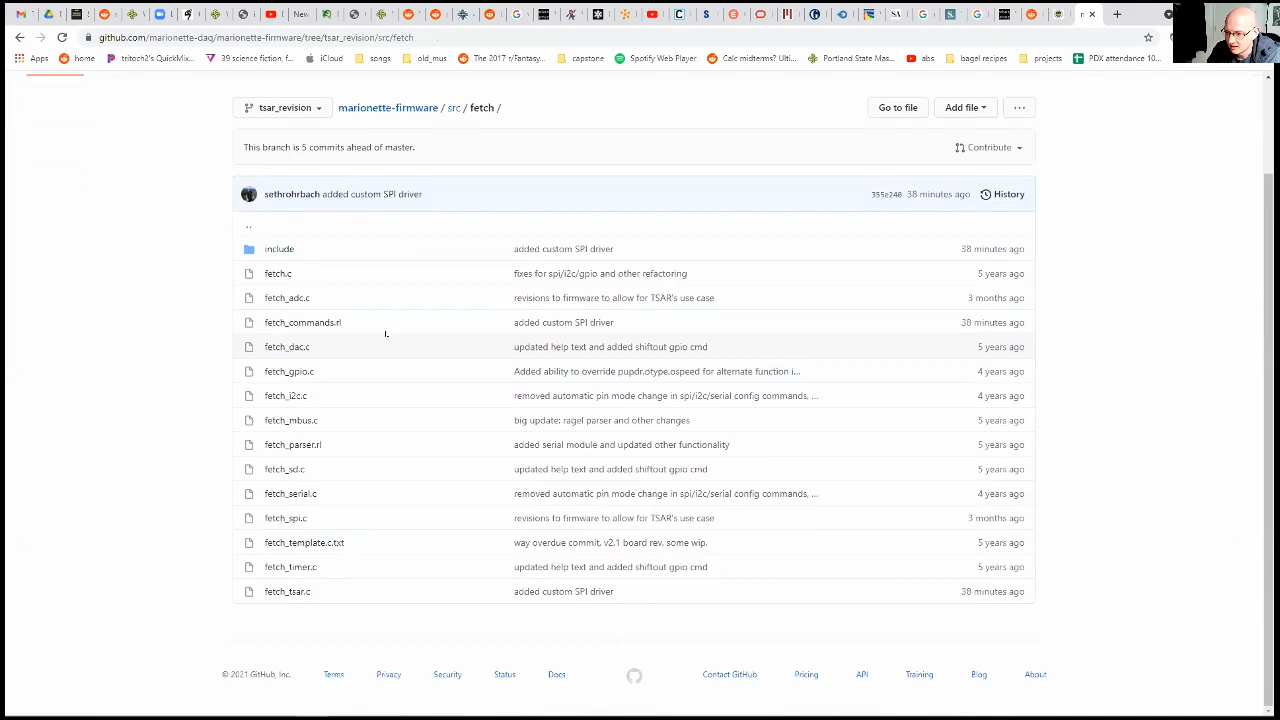 New
github.com/marionette-daq/marionette-firmware/tree/tsar_revision/src/fetch
Apps home tritoch2's QuickMix... 39 science fiction, f... iCloud some old_mus The 2017 r/Fantasy... capstone Spotify Web Player Calc midterms? Ulti... Portland State Mas... abs bagel recipes projects PDX attendance 10...
tsar_revision marionette-firmware / src / fetch / Go to file Add file ...
This branch is 5 commits ahead of master. Contribute
sethrohrbach added custom SPI driver 355e240 38 minutes ago History
..
include added custom SPI driver 38 minutes ago
fetch.c fixes for spi/i2c/gpio and other refactoring 5 years ago
fetch_adc.c revisions to firmware to allow for TSAR's use case 3 months ago
fetch_commands.rl added custom SPI driver 38 minutes ago
fetch_dac.c updated help text and added shiftout gpio cmd 5 years ago
fetch_gpio.c Added ability to override pupdr,otype,ospeed for alternate function i... 4 years ago
fetch_i2c.c removed automatic pin mode change in spi/i2c/serial config commands, ... 4 years ago
fetch_mbus.c big update: ragel parser and other changes 5 years ago
fetch_parser.rl added serial module and updated other functionality 5 years ago
fetch_sd.c updated help text and added shiftout gpio cmd 5 years ago
fetch_serial.c removed automatic pin mode change in spi/i2c/serial config commands, ... 4 years ago
fetch_spi.c revisions to firmware to allow for TSAR's use case 3 months ago
fetch_template.c.txt way overdue commit, v2.1 board rev, some wip. 5 years ago
fetch_timer.c updated help text and added shiftout gpio cmd 5 years ago
fetch_tsar.c added custom SPI driver 38 minutes ago
© 2021 GitHub, Inc. Terms Privacy Security Status Docs Contact GitHub Pricing API Training Blog About